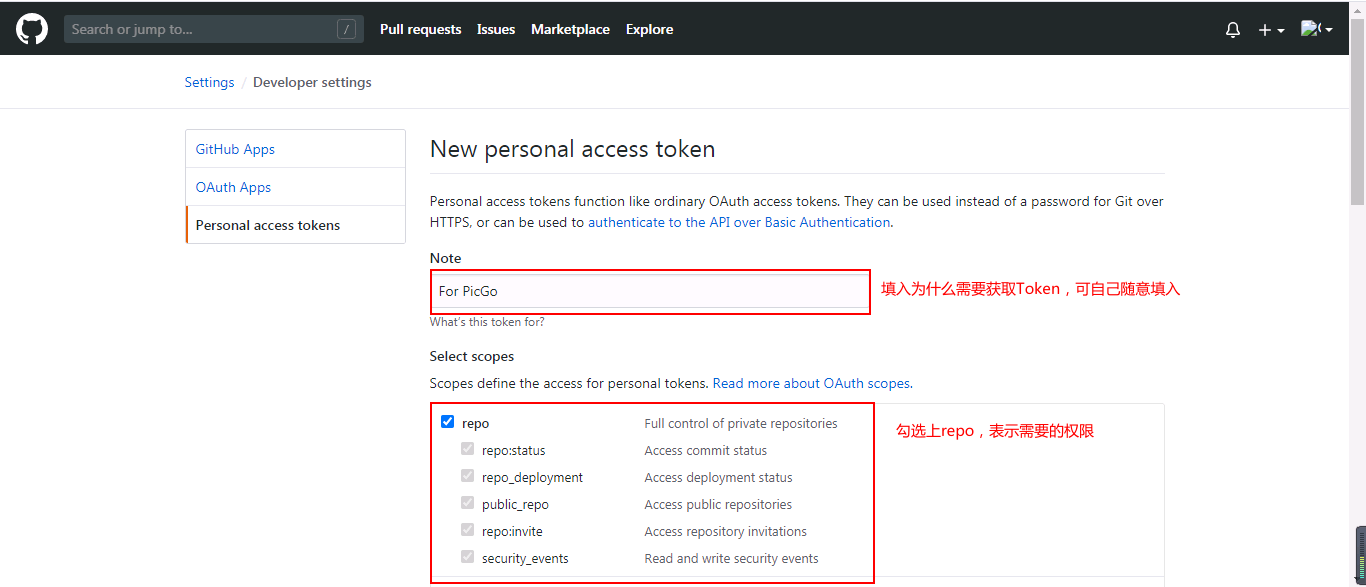 Search or jump to... /
Pull requests Issues Marketplace Explore
Settings / Developer settings
GitHub Apps
OAuth Apps
Personal access tokens
New personal access token
Personal access tokens function like ordinary OAuth access tokens. They can be used instead of a password for Git over
HTTPS, or can be used to authenticate to the API over Basic Authentication.
Note
For PicGo
填入为什么需要获取Token，可自己随意填入
What's this token for?
Select scopes
Scopes define the access for personal tokens. Read more about OAuth scopes.
repo Full control of private repositories
勾选上repo，表示需要的权限
repo:status Access commit status
repo_deployment Access deployment status
public_repo Access public repositories
repo:invite Access repository invitations
security_events Read and write security events